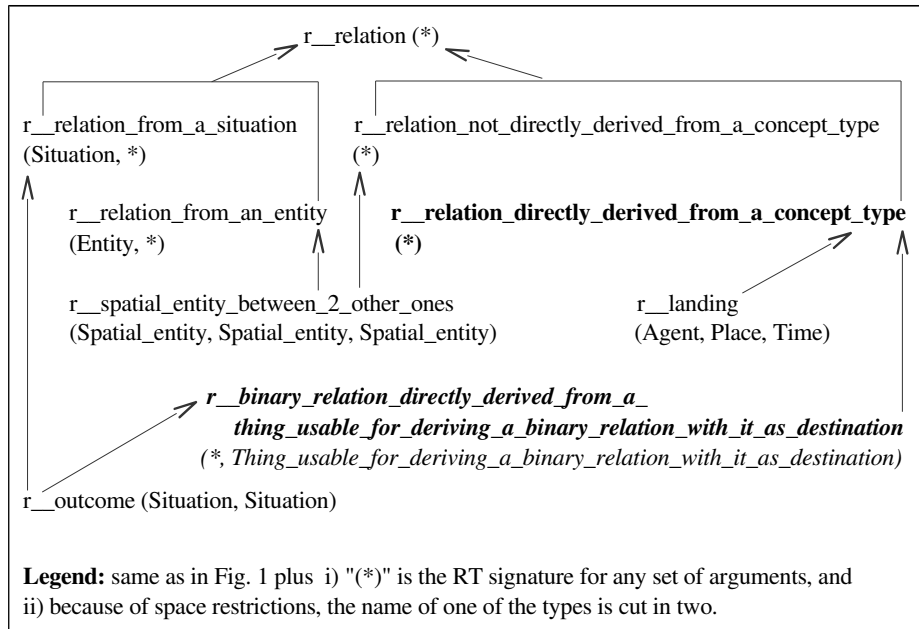 r__relation (*)
r__relation_from_a_situation
(Situation, *)
r__relation_not_directly_derived_from_a_concept_type
(*)
r__relation_from_an_entity
(Entity, *)
r__relation_directly_derived_from_a_concept_type
(*)
r__spatial_entity_between_2_other_ones
(Spatial_entity, Spatial_entity, Spatial_entity)
r__landing
(Agent, Place, Time)
r__binary_relation_directly_derived_from_a_
thing_usable_for_deriving_a_binary_relation_with_it_as_destination
(*, Thing_usable_for_deriving_a_binary_relation_with_it_as_destination)
r__outcome (Situation, Situation)
Legend: same as in Fig. 1 plus i) "(*)" is the RT signature for any set of arguments, and
ii) because of space restrictions, the name of one of the types is cut in two.